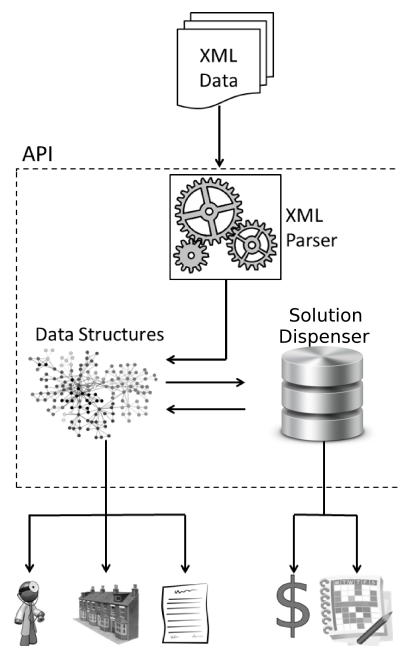 XML
Data
API
XML
Parser
Data Structures
Solution
Dispenser
$